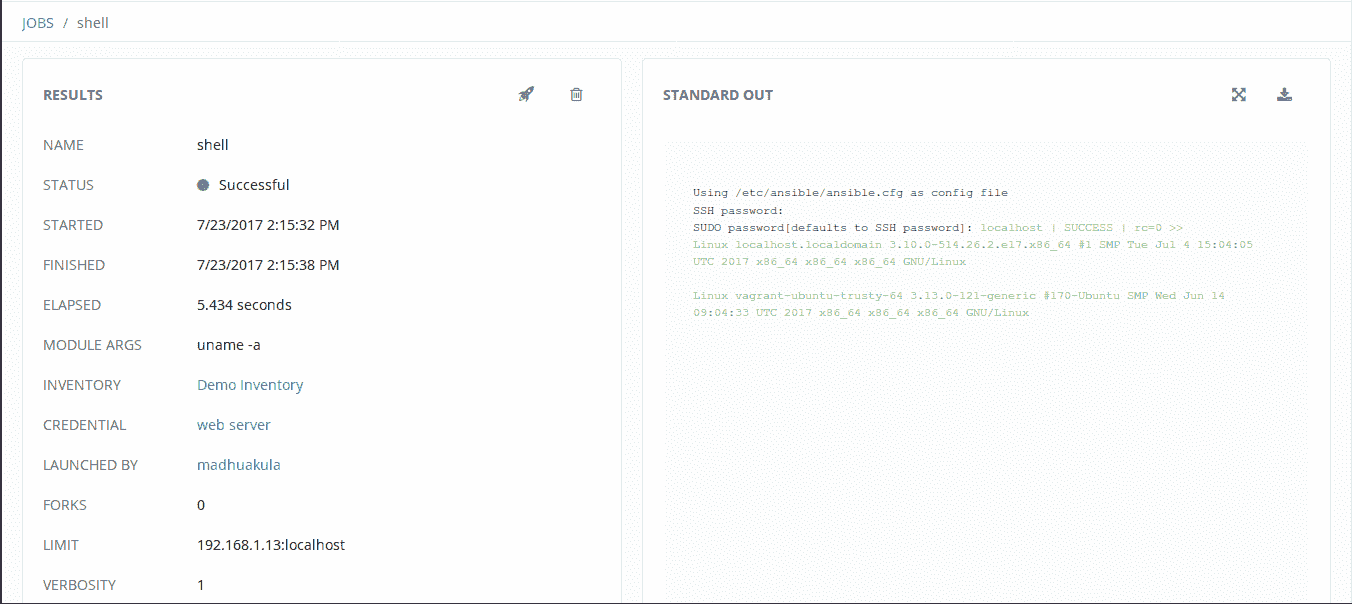 JOBS / shell
RESULTS
NAME shell
STATUS Successful
STARTED 7/23/2017 2:15:32 PM
FINISHED 7/23/2017 2:15:38 PM
ELAPSED 5.434 seconds
MODULE ARGS uname -a
INVENTORY Demo Inventory
CREDENTIAL web server
LAUNCHED BY madhuakula
FORKS 0
LIMIT 192.168.1.13:localhost
VERBOSITY 1
STANDARD OUT
Using /etc/ansible/ansible.cfg as config file
SSH password:
SUDO password[defaults to SSH password]: localhost | SUCCESS | rc=0 >>
Linux localhost.localdomain 3.10.0-514.26.2.el7.x86_64 #1 SMP Tue Jul 4 15:04:05
UTC 2017 x86_64 x86_64 x86_64 GNU/Linux
Linux vagrant-ubuntu-trusty-64 3.13.0-121-generic #170-Ubuntu SMP Wed Jun 14
09:04:33 UTC 2017 x86_64 x86_64 x86_64 GNU/Linux